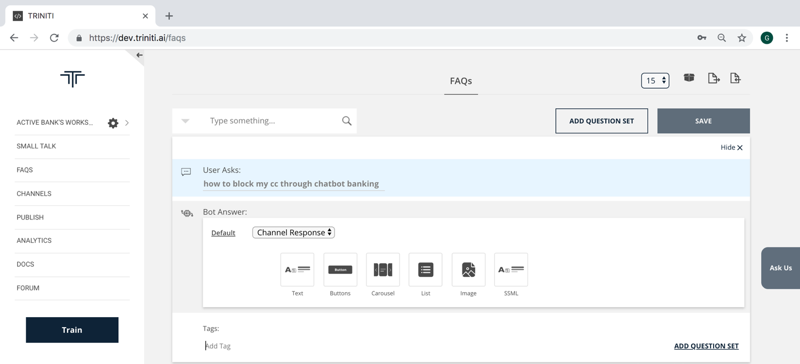 TRINITI
https://dev.triniti.ai/faqs
G
FAQs
15
ACTIVE BANK'S WORKS...
SMALL TALK
FAQS
CHANNELS
PUBLISH
ANALYTICS
DOCS
FORUM
Train
Type something...
ADD QUESTION SET
SAVE
Hide
User Asks:
how to block my cc through chatbot banking
Bot Answer:
Default
Channel Response
Text
Buttons
Carousel
List
Image
SSML
Tags:
Add Tag
ADD QUESTION SET
Ask Us